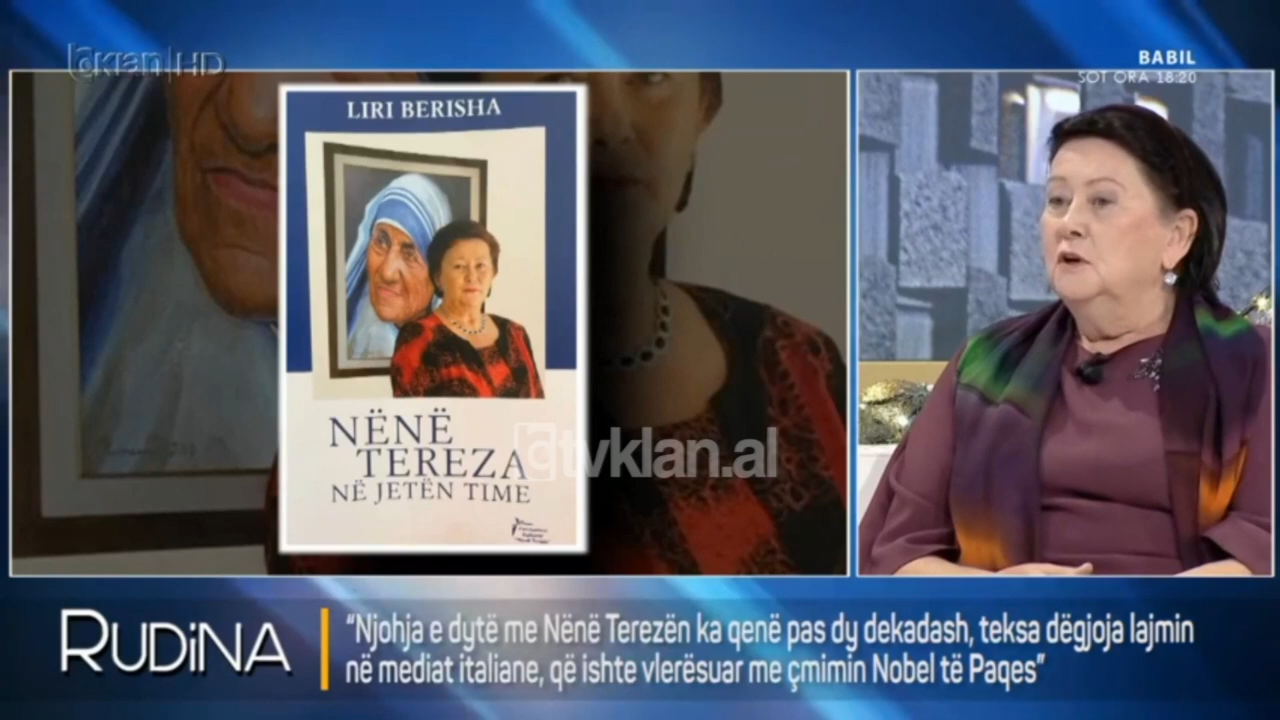 tvklan HD
BABIL
SOT ORA 18:20
LIRI BERISHA
NËNË
TEREZA
NË JETËN TIME
tvklan.al
RUDiNA
“Njohja e dytë me Nënë Terezën ka qenë pas dy dekadash, teksa dëgjoja lajmin
në mediat italiane, që ishte vlerësuar me çmimin Nobel të Paqes”